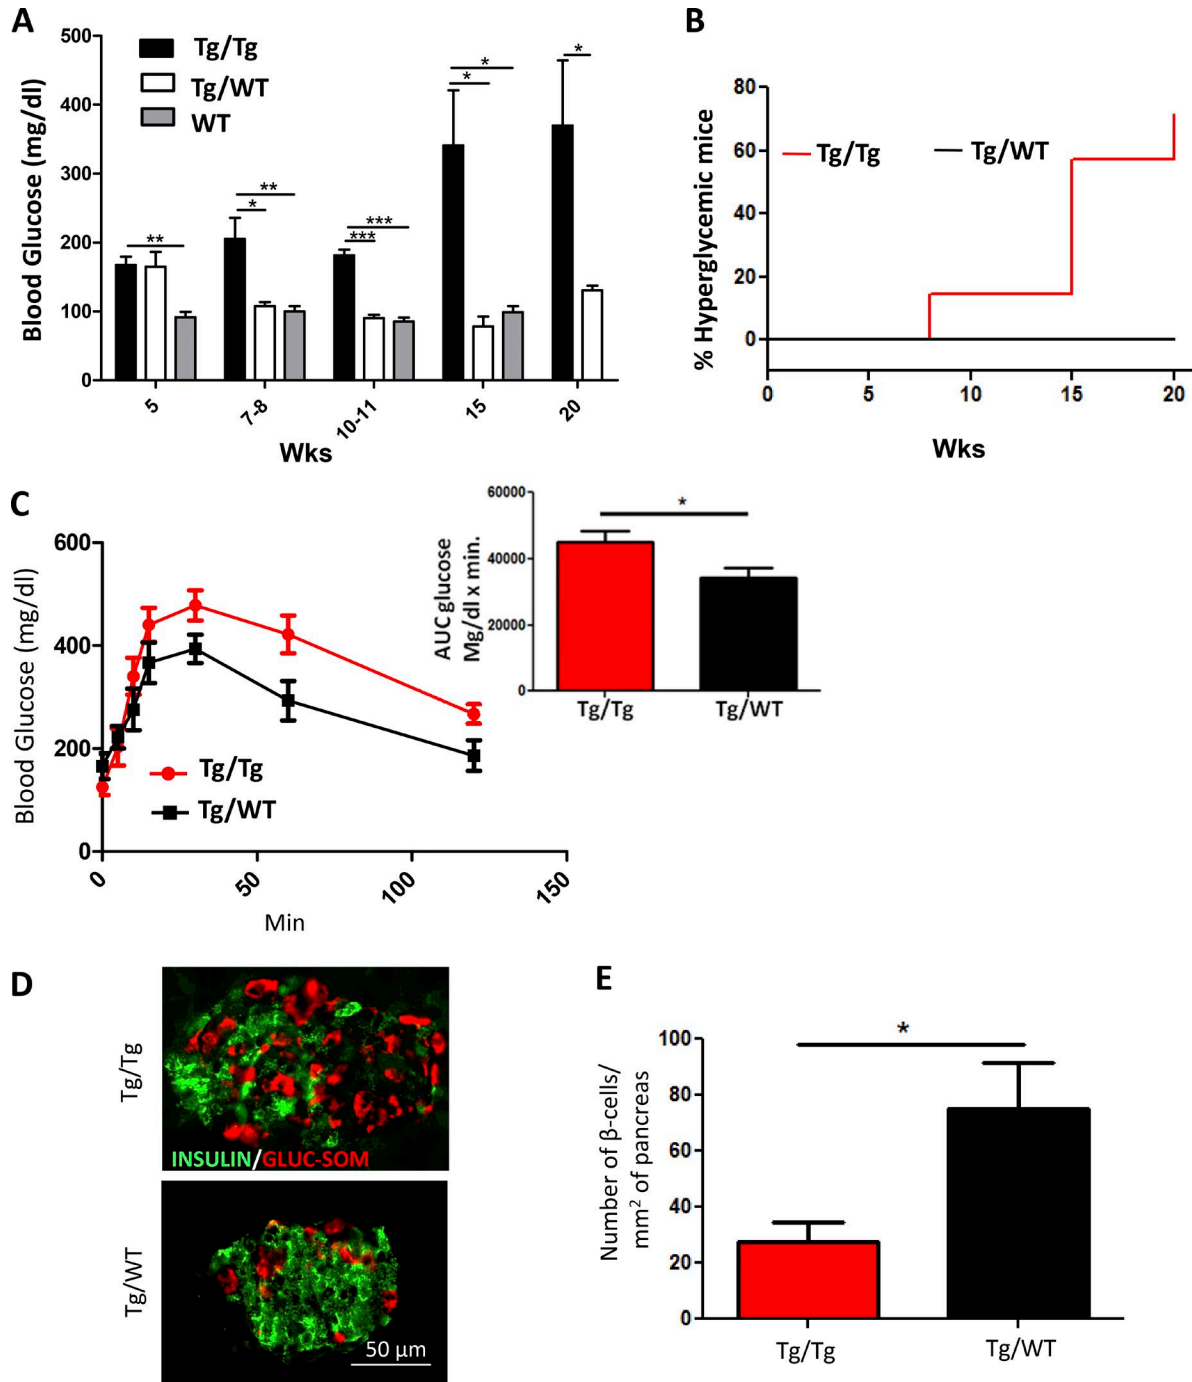 A
Blood Glucose (mg/dl)
500
400
300
200
100
0
Tg/Tg
Tg/WT
WT
**
*
**
***
***
*
*
*
5
7-8
10-11
15
20
Wks
B
% Hyperglycemic mice
80
60
40
20
0
Tg/Tg
Tg/WT
0
5
10
15
20
Wks
C
Blood Glucose (mg/dl)
600
400
200
0
Tg/Tg
Tg/WT
0
50
100
150
Min
AUC glucose
Mg/dl x min.
60000
40000
20000
0
*
Tg/Tg
Tg/WT
D
Tg/Tg
INSULIN/GLUC-SOM
Tg/WT
50 µm
E
Number of β-cells/
mm² of pancreas
100
80
60
40
20
0
*
Tg/Tg
Tg/WT